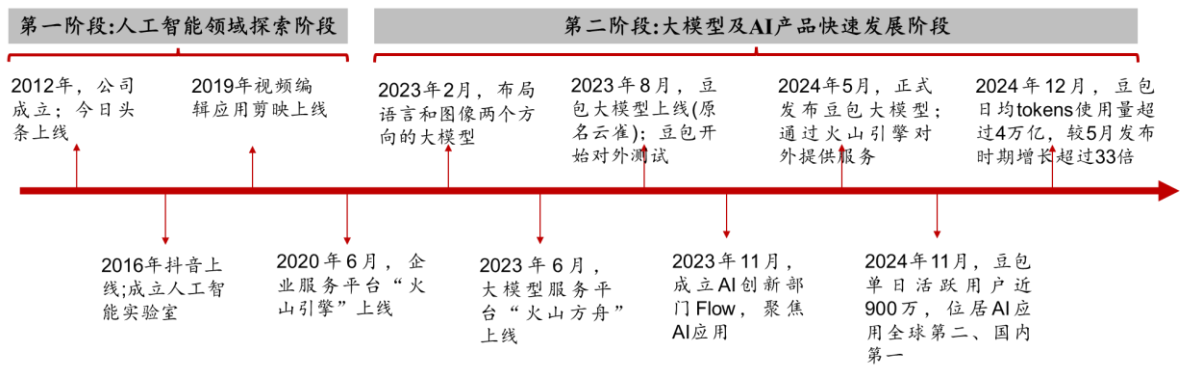 第一阶段:人工智能领域探索阶段
第二阶段:大模型及AI产品快速发展阶段
2012年，公
司成立；今日头
条上线
2019年视频编
辑应用剪映上线
2023年2月，布局
语言和图像两个方
向的大模型
2023年8月，豆
包大模型上线(原
名云雀)；豆包开
始对外测试
2024年5月，正式
发布豆包大模型；
通过火山引擎对
外提供服务
2024年12月，豆包
日均tokens使用量超
过4万亿，较5月发布
时期增长超过33倍
2016年抖音上
线;成立人工智
能实验室
2020年6月，企
业服务平台“火
山引擎”上线
2023年6月，
大模型服务平
台“火山方舟”
上线
2023年11月，
成立AI创新部
门Flow，聚焦
AI应用
2024年11月，豆包
单日活跃用户近
900万，位居AI应
用全球第二、国内
第一